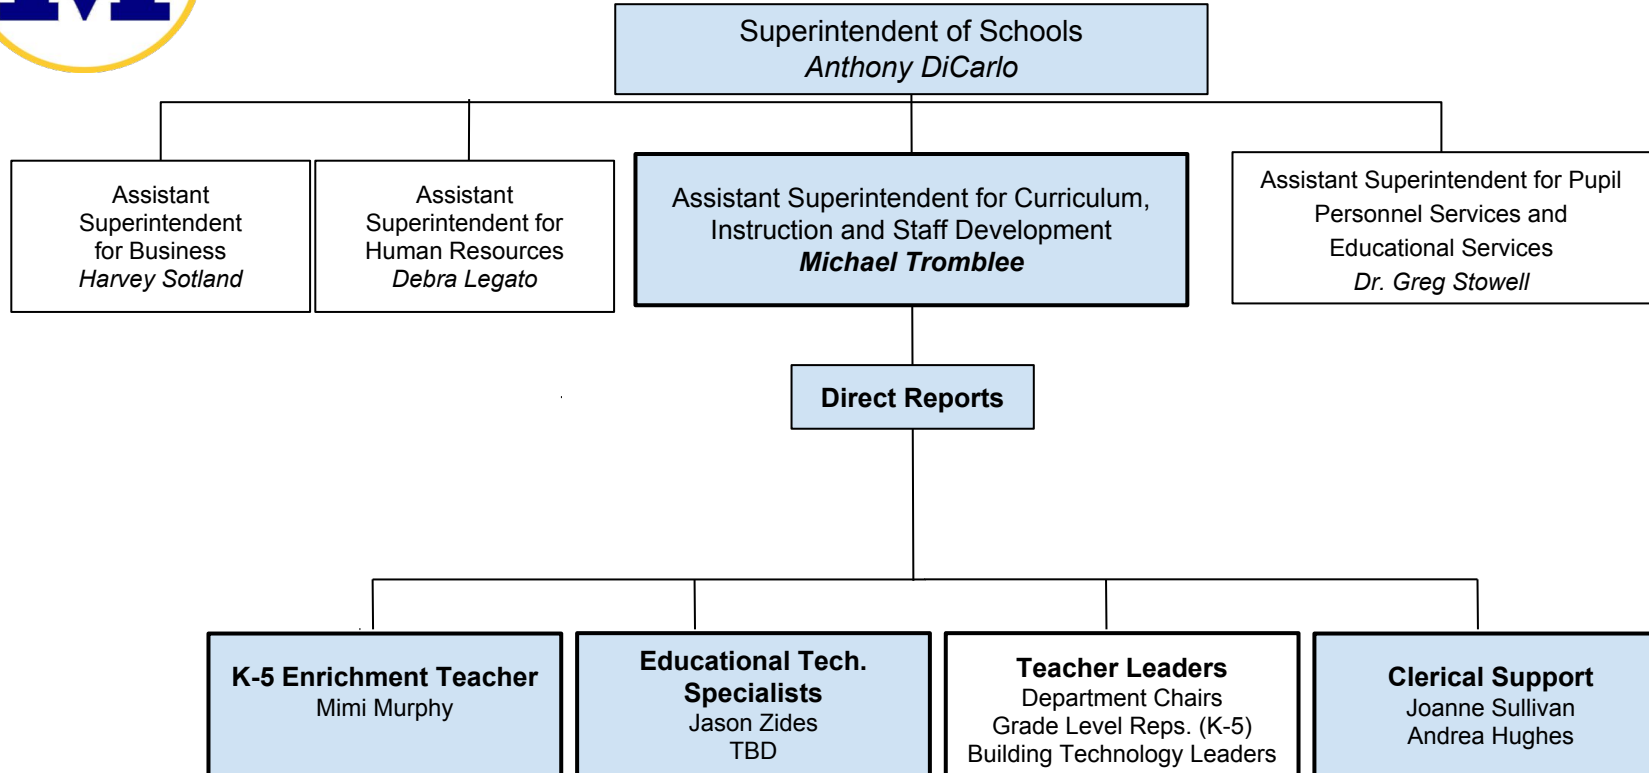 M
Superintendent of Schools
Anthony DiCarlo
Assistant
Superintendent
for Business
Harvey Sotland
Assistant
Superintendent for
Human Resources
Debra Legato
Assistant Superintendent for Curriculum,
Instruction and Staff Development
Michael Tromblee
Assistant Superintendent for Pupil
Personnel Services and
Educational Services
Dr. Greg Stowell
Direct Reports
K-5 Enrichment Teacher
Mimi Murphy
Educational Tech.
Specialists
Jason Zides
TBD
Teacher Leaders
Department Chairs
Grade Level Reps. (K-5)
Building Technology Leaders
Clerical Support
Joanne Sullivan
Andrea Hughes